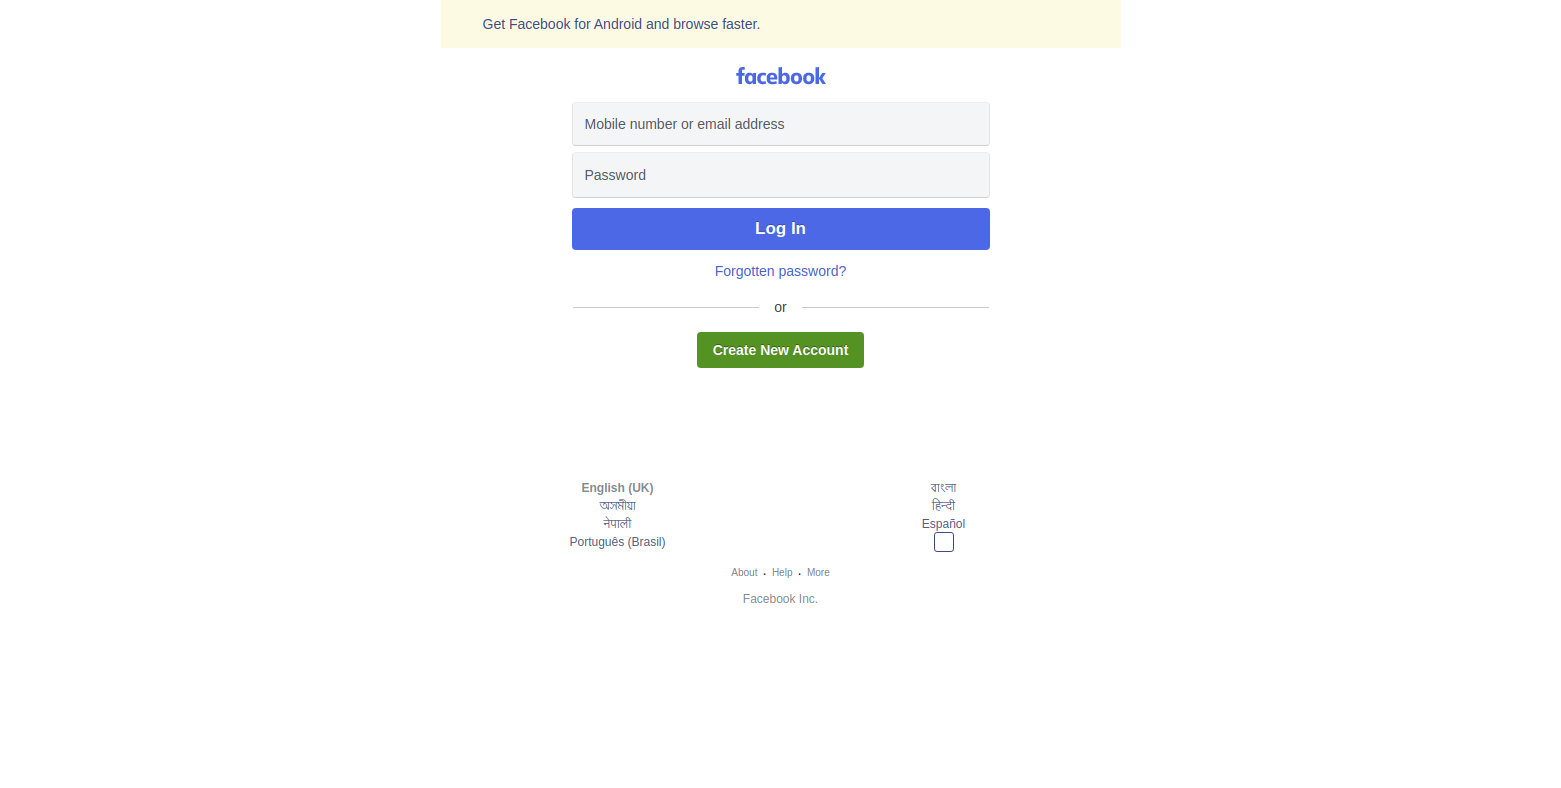 Get Facebook for Android and browse faster.
facebook
Mobile number or email address
Password
Log In
Forgotten password?
or
Create New Account
English (UK)
অসমীয়া
नेपाली
Português (Brasil)
বাংলা
हिन्दी
Español
About · Help · More
Facebook Inc.